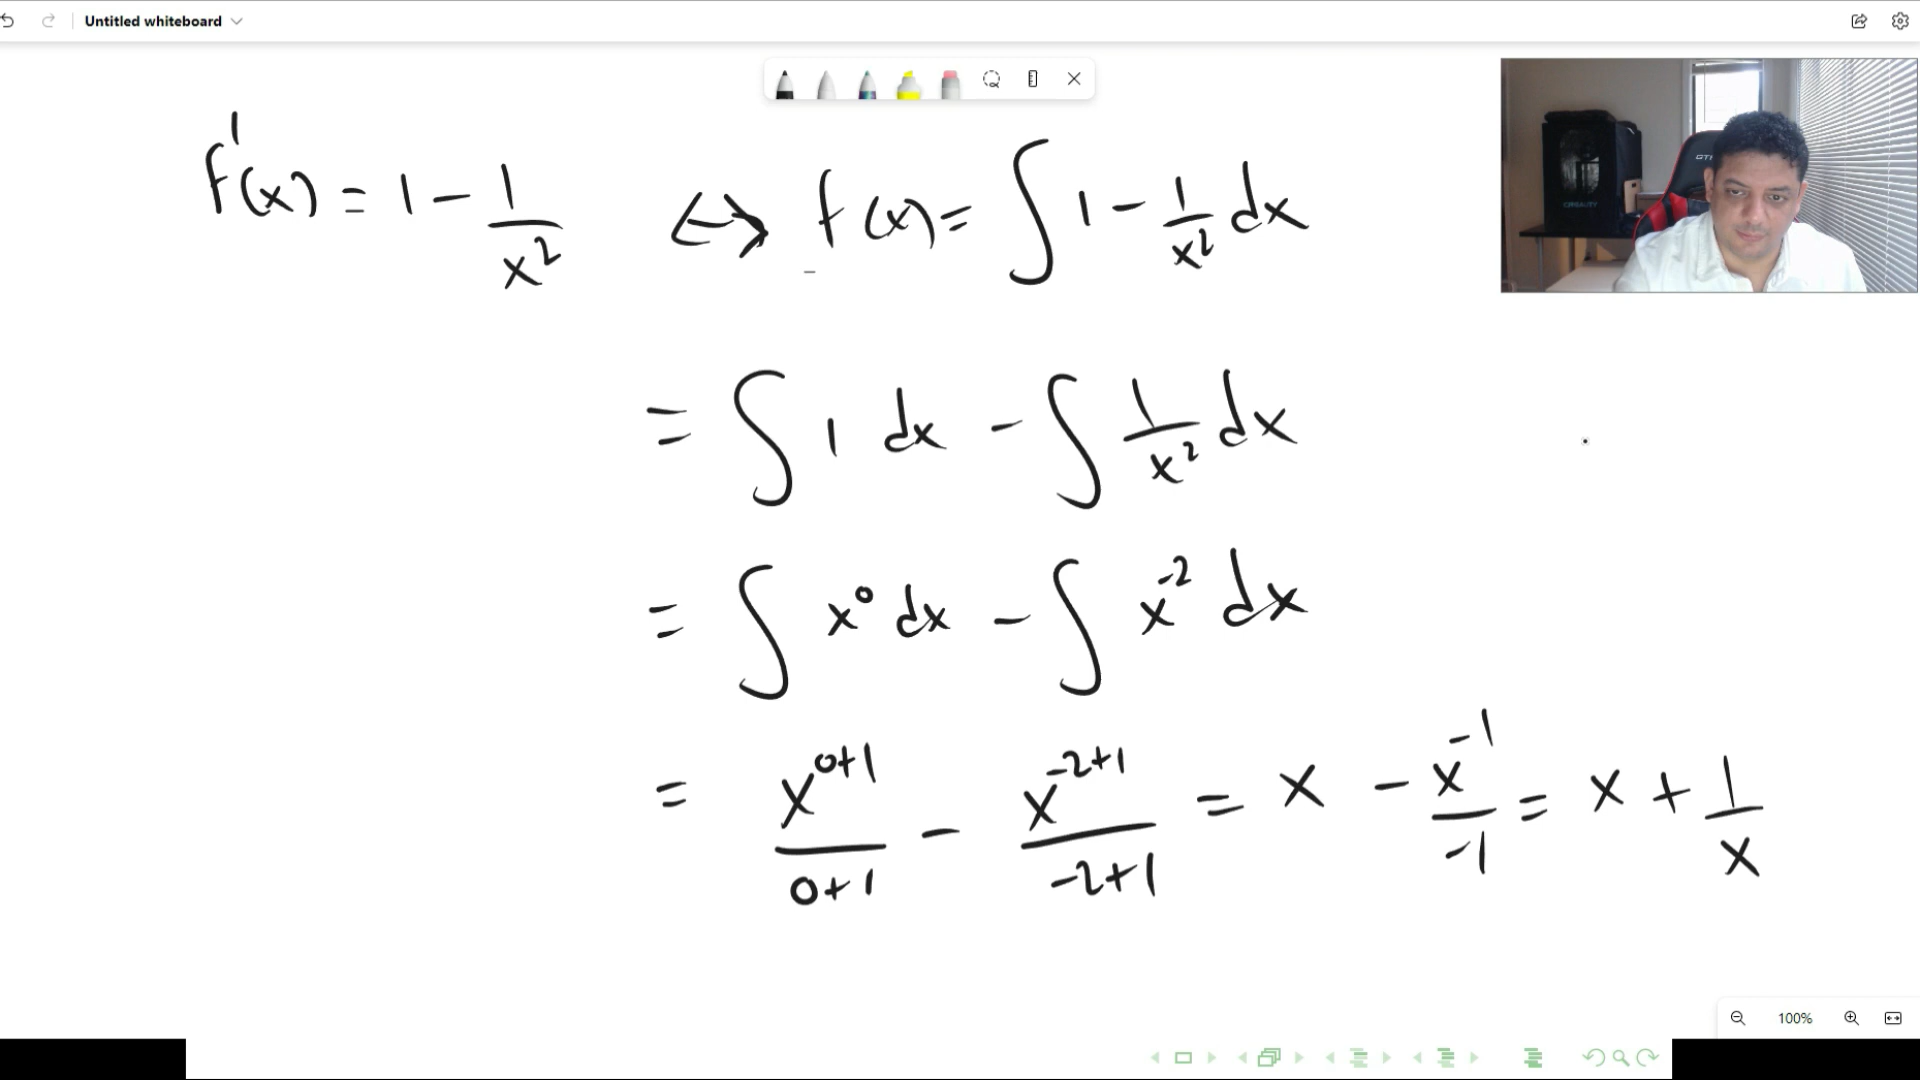 Untitled whiteboard
f'(x) = 1 - 1/x² <-> f(x) = ∫ 1 - 1/x² dx
= ∫ 1 dx - ∫ 1/x² dx
= ∫ x⁰ dx - ∫ x⁻² dx
= x⁰⁺¹/0+1 - x⁻²⁺¹/-2+1 = x - x⁻¹/-1 = x + 1/x
100%